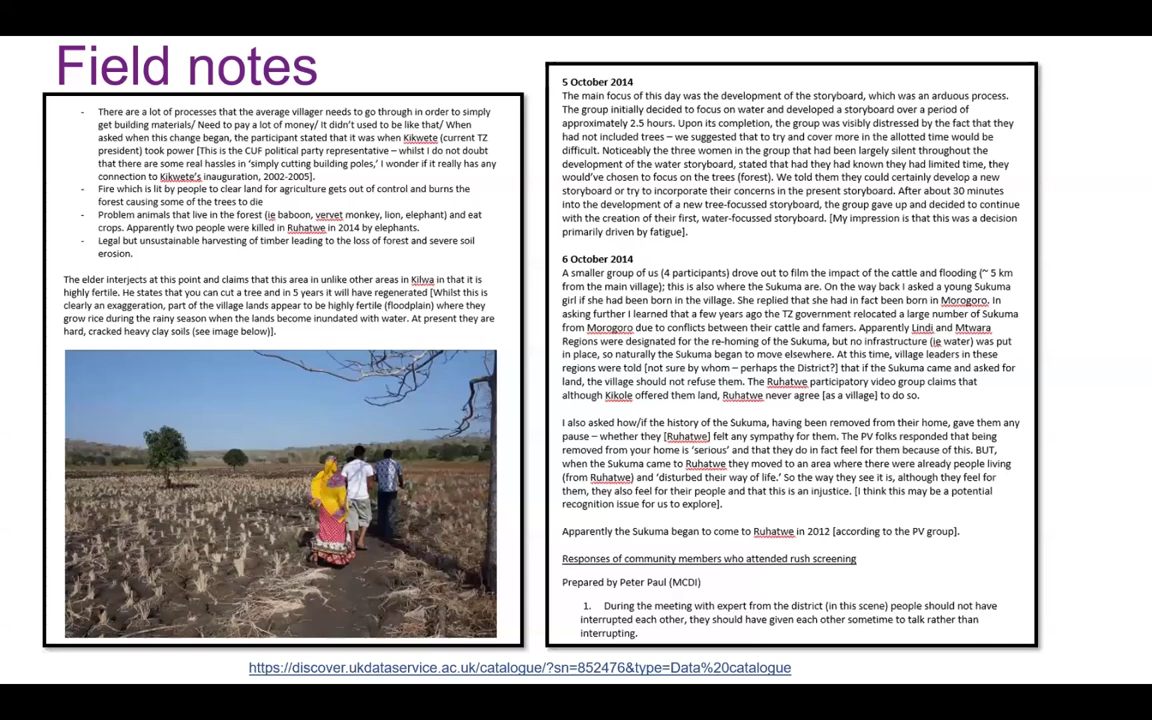 Field notes
- There are a lot of processes that the average villager needs to go through in order to simply
get building materials/ Need to pay a lot of money/ it didn't used to be like that/ When
asked when this change began, the participant stated that it was when Kikwete (current TZ
president) took power [This is the CUF political party representative – whilst I do not doubt
that there are some real hassles in 'simply cutting building poles,' I wonder if it really has any
connection to Kikwete's inauguration, 2002-2005].
- Fire which is lit by people to clear land for agriculture gets out of control and burns the
forest causing some of the trees to die
- Problem animals that live in the forest (ie baboon, vervet monkey, lion, elephant) and eat
crops. Apparently two people were killed in Ruhatwe in 2014 by elephants.
- Legal but unsustainable harvesting of timber leading to the loss of forest and severe soil
erosion.
The elder interjects at this point and claims that this area in unlike other areas in Kilwa in that it is
highly fertile. He states that you can cut a tree and in 5 years it will have regenerated [Whilst this is
clearly an exaggeration, part of the village lands appear to be highly fertile (floodplain) where they
grow rice during the rainy season when the lands become inundated with water. At present they are
hard, cracked heavy clay soils (see image below)].
5 October 2014
The main focus of this day was the development of the storyboard, which was an arduous process.
The group initially decided to focus on water and developed a storyboard over a period of
approximately 2.5 hours. Upon its completion, the group was visibly distressed by the fact that they
had not included trees – we suggested that to try and cover more in the allotted time would be
difficult. Noticeably the three women in the group that had been largely silent throughout the
development of the water storyboard, stated that had they had known they had limited time, they
would've chosen to focus on the trees (forest). We told them they could certainly develop a new
storyboard or try to incorporate their concerns in the present storyboard. After about 30 minutes
into the development of a new tree-focussed storyboard, the group gave up and decided to continue
with the creation of their first, water-focussed storyboard. [My impression is that this was a decision
primarily driven by fatigue].
6 October 2014
A smaller group of us (4 participants) drove out to film the impact of the cattle and flooding (~ 5 km
from the main village); this is also where the Sukuma are. On the way back I asked a young Sukuma
girl if she had been born in the village. She replied that she had in fact been born in Morogoro. In
asking further I learned that a few years ago the TZ government relocated a large number of Sukuma
from Morogoro due to conflicts between their cattle and famers. Apparently Lindi and Mtwara
Regions were designated for the re-homing of the Sukuma, but no infrastructure (ie water) was put
in place, so naturally the Sukuma began to move elsewhere. At this time, village leaders in these
regions were told [not sure by whom – perhaps the District?] that if the Sukuma came and asked for
land, the village should not refuse them. The Ruhatwe participatory video group claims that
although Kikole offered them land, Ruhatwe never agree [as a village] to do so.
I also asked how/if the history of the Sukuma, having been removed from their home, gave them any
pause – whether they [Ruhatwe] felt any sympathy for them. The PV folks responded that being
removed from your home is 'serious' and that they do in fact feel for them because of this. BUT,
when the Sukuma came to Ruhatwe they moved to an area where there were already people living
(from Ruhatwe) and 'disturbed their way of life.' So the way they see it is, although they feel for
them, they also feel for their people and that this is an injustice. [I think this may be a potential
recognition issue for us to explore].
Apparently the Sukuma began to come to Ruhatwe in 2012 [according to the PV group].
Responses of community members who attended rush screening
Prepared by Peter Paul (MCDI)
1. During the meeting with expert from the district (in this scene) people should not have
interrupted each other, they should have given each other sometime to talk rather than
interrupting.
https://discover.ukdataservice.ac.uk/catalogue/?sn=852476&type=Data%20catalogue